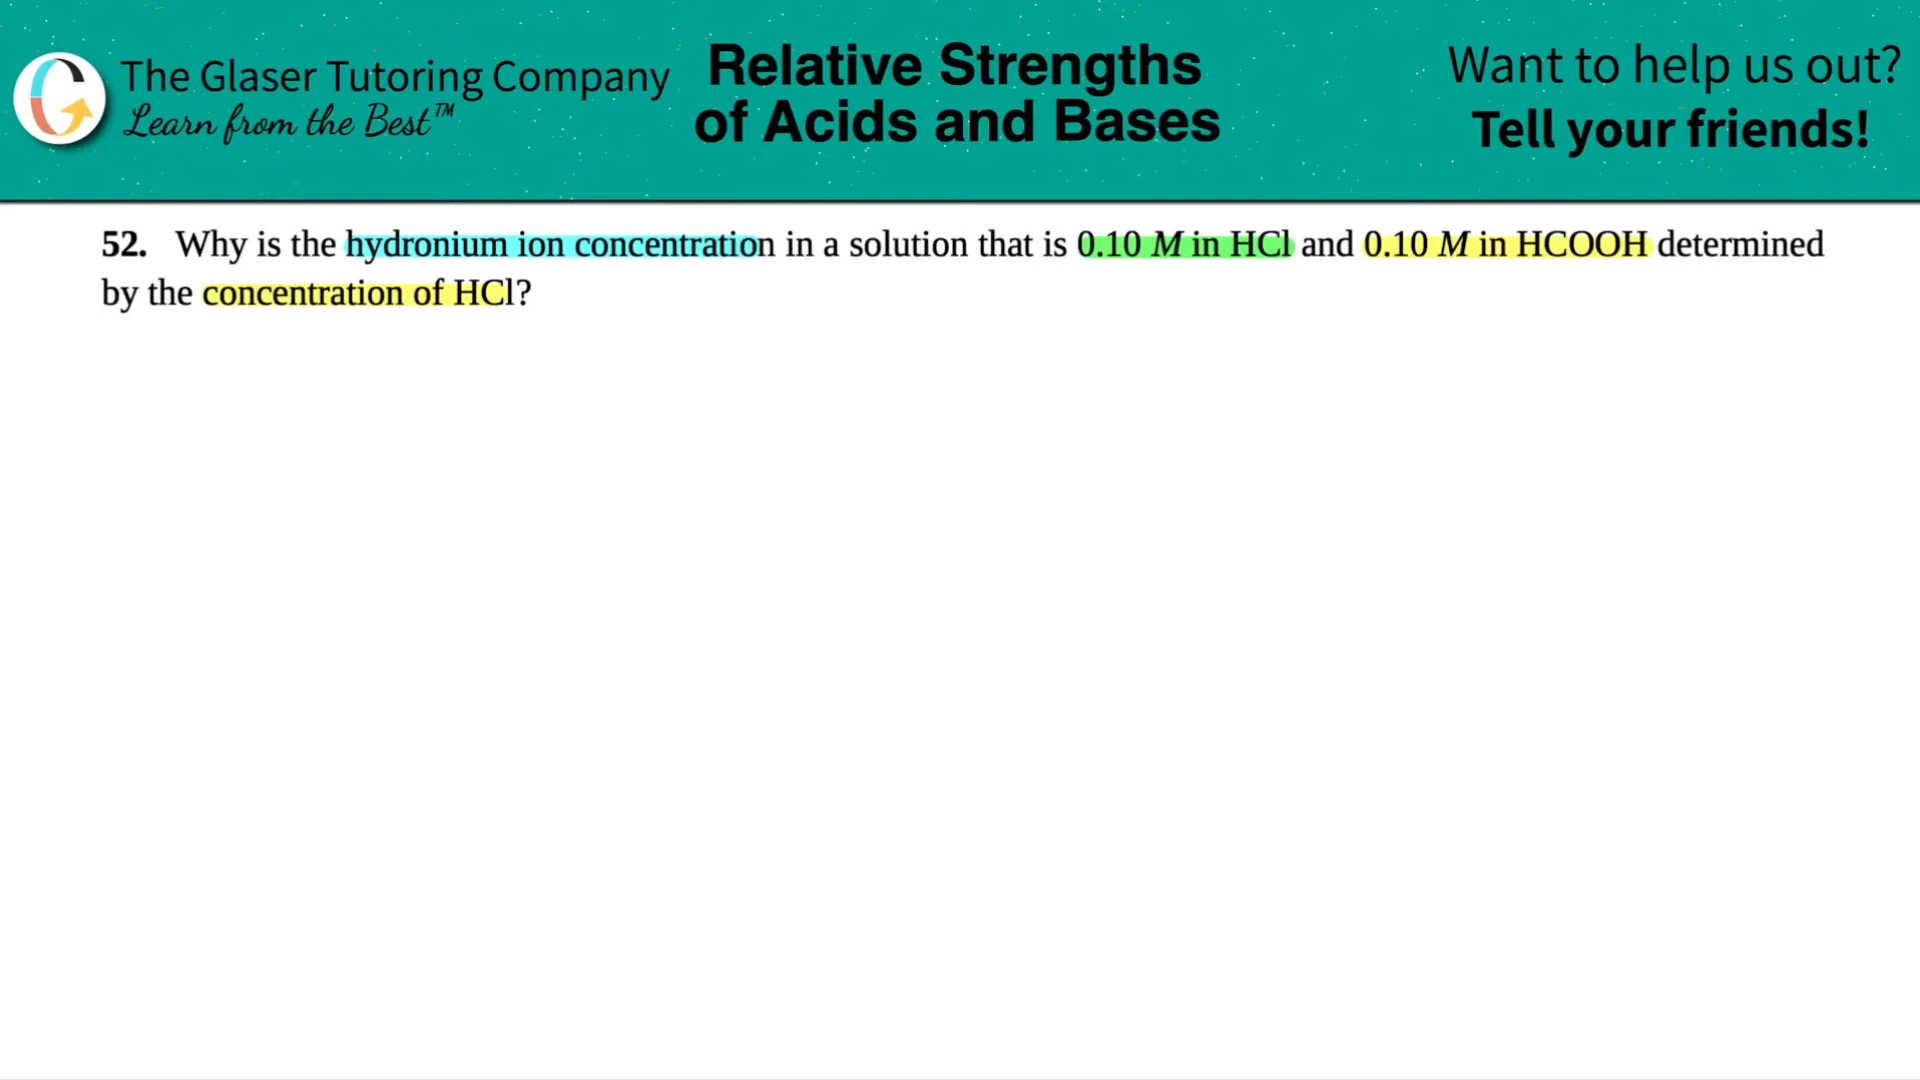 The Glaser Tutoring Company
Learn from the Best™
Relative Strengths
of Acids and Bases
Want to help us out?
Tell your friends!
52. Why is the hydronium ion concentration in a solution that is 0.10 M in HCl and 0.10 M in HCOOH determined
by the concentration of HCl?